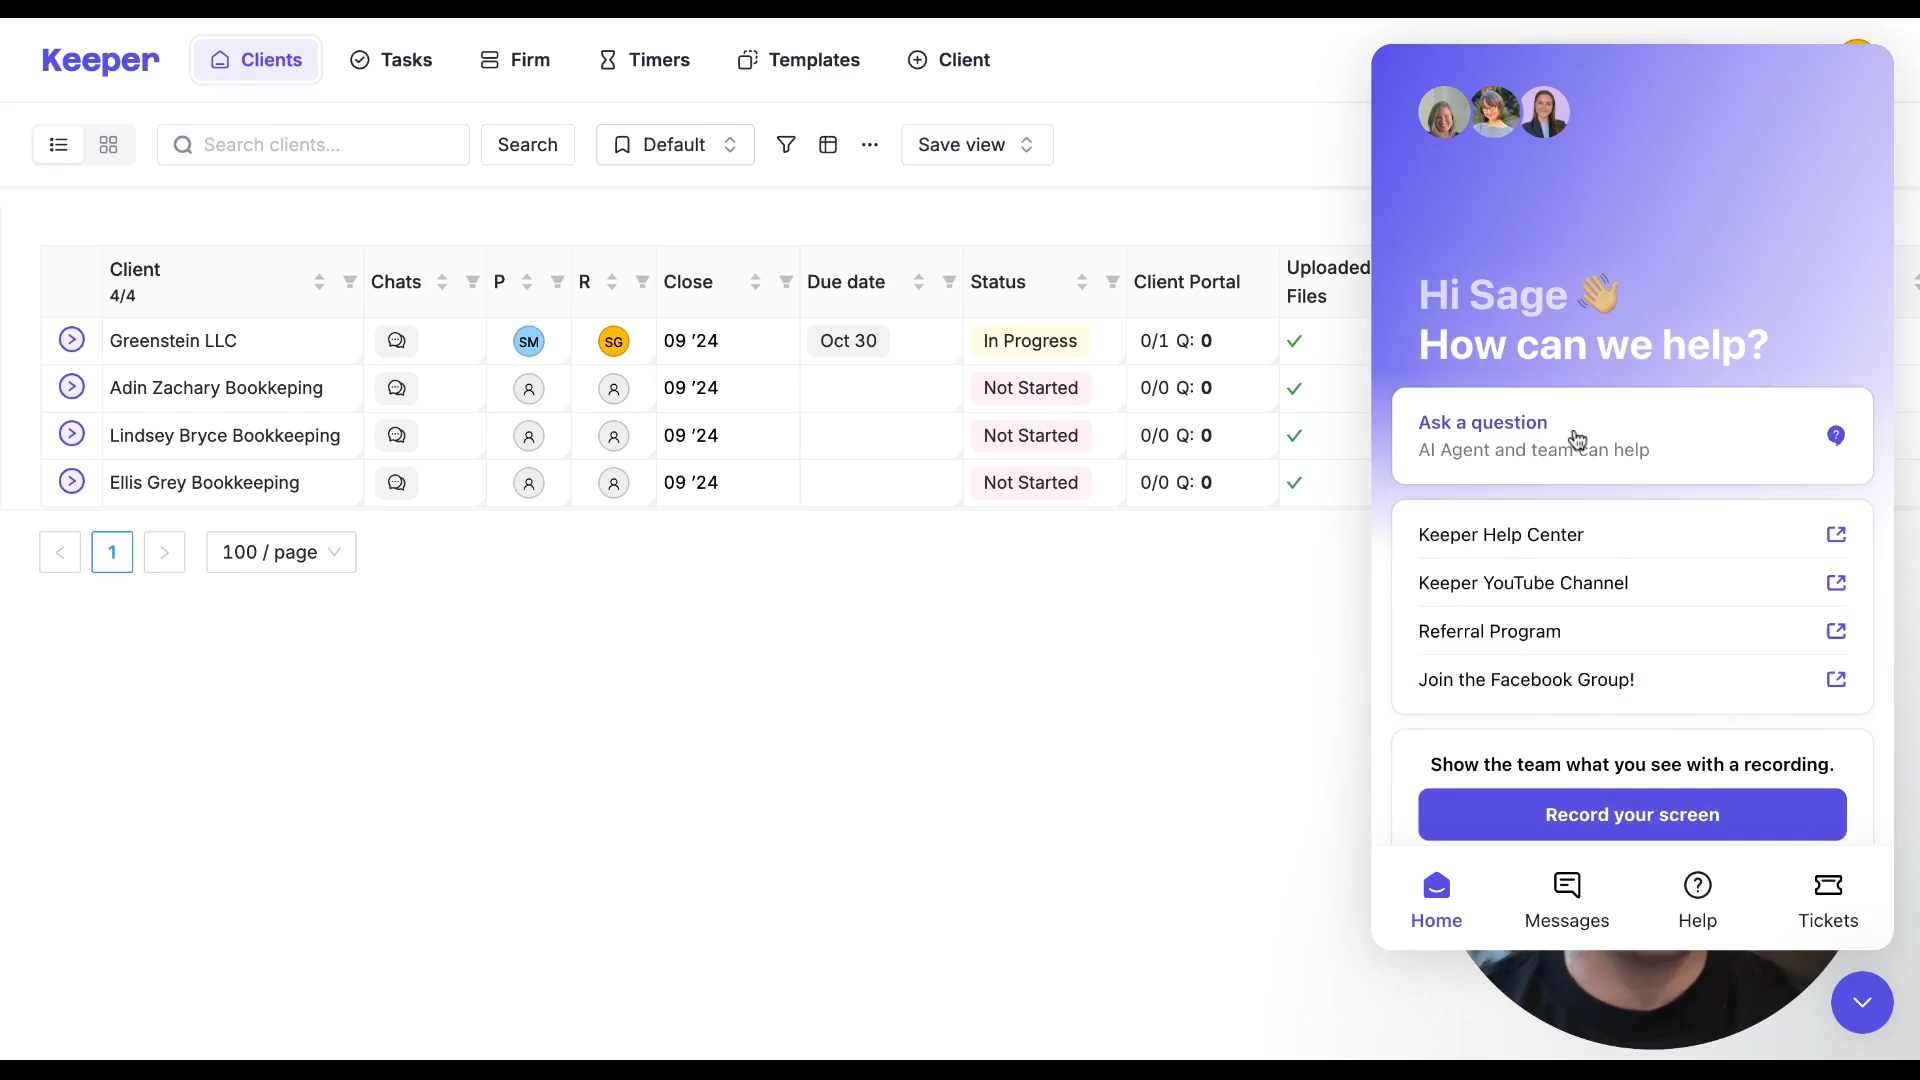 Keeper
Clients
Tasks
Firm
Timers
Templates
Client
Search clients...
Search
Default
Save view
Client
4/4
Chats
P
R
Close
Due date
Status
Client Portal
Uploaded
Files
Greenstein LLC
SM
SG
09 '24
Oct 30
In Progress
0/1 Q: 0
Adin Zachary Bookkeping
09 '24
Not Started
0/0 Q: 0
Lindsey Bryce Bookkeeping
09 '24
Not Started
0/0 Q: 0
Ellis Grey Bookkeeping
09 '24
Not Started
0/0 Q: 0
1
100 / page
Hi Sage 👋
How can we help?
Ask a question
AI Agent and team can help
Keeper Help Center
Keeper YouTube Channel
Referral Program
Join the Facebook Group!
Show the team what you see with a recording.
Record your screen
Home
Messages
Help
Tickets